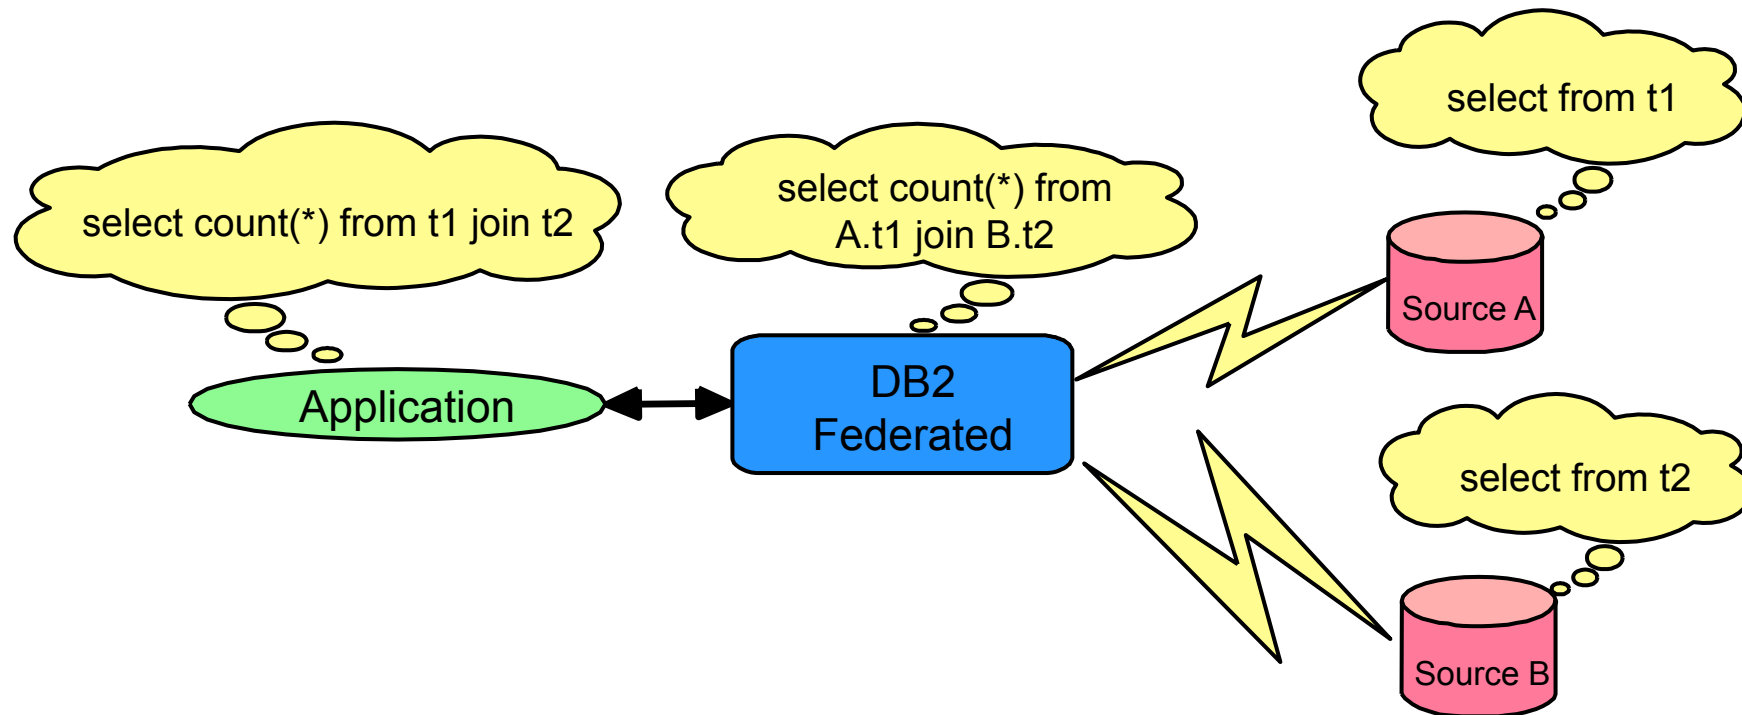 select from t1
select count(*) from t1 join t2
select count(*) from
A.t1 join B.t2
Source A
Application
DB2
Federated
select from t2
Source B